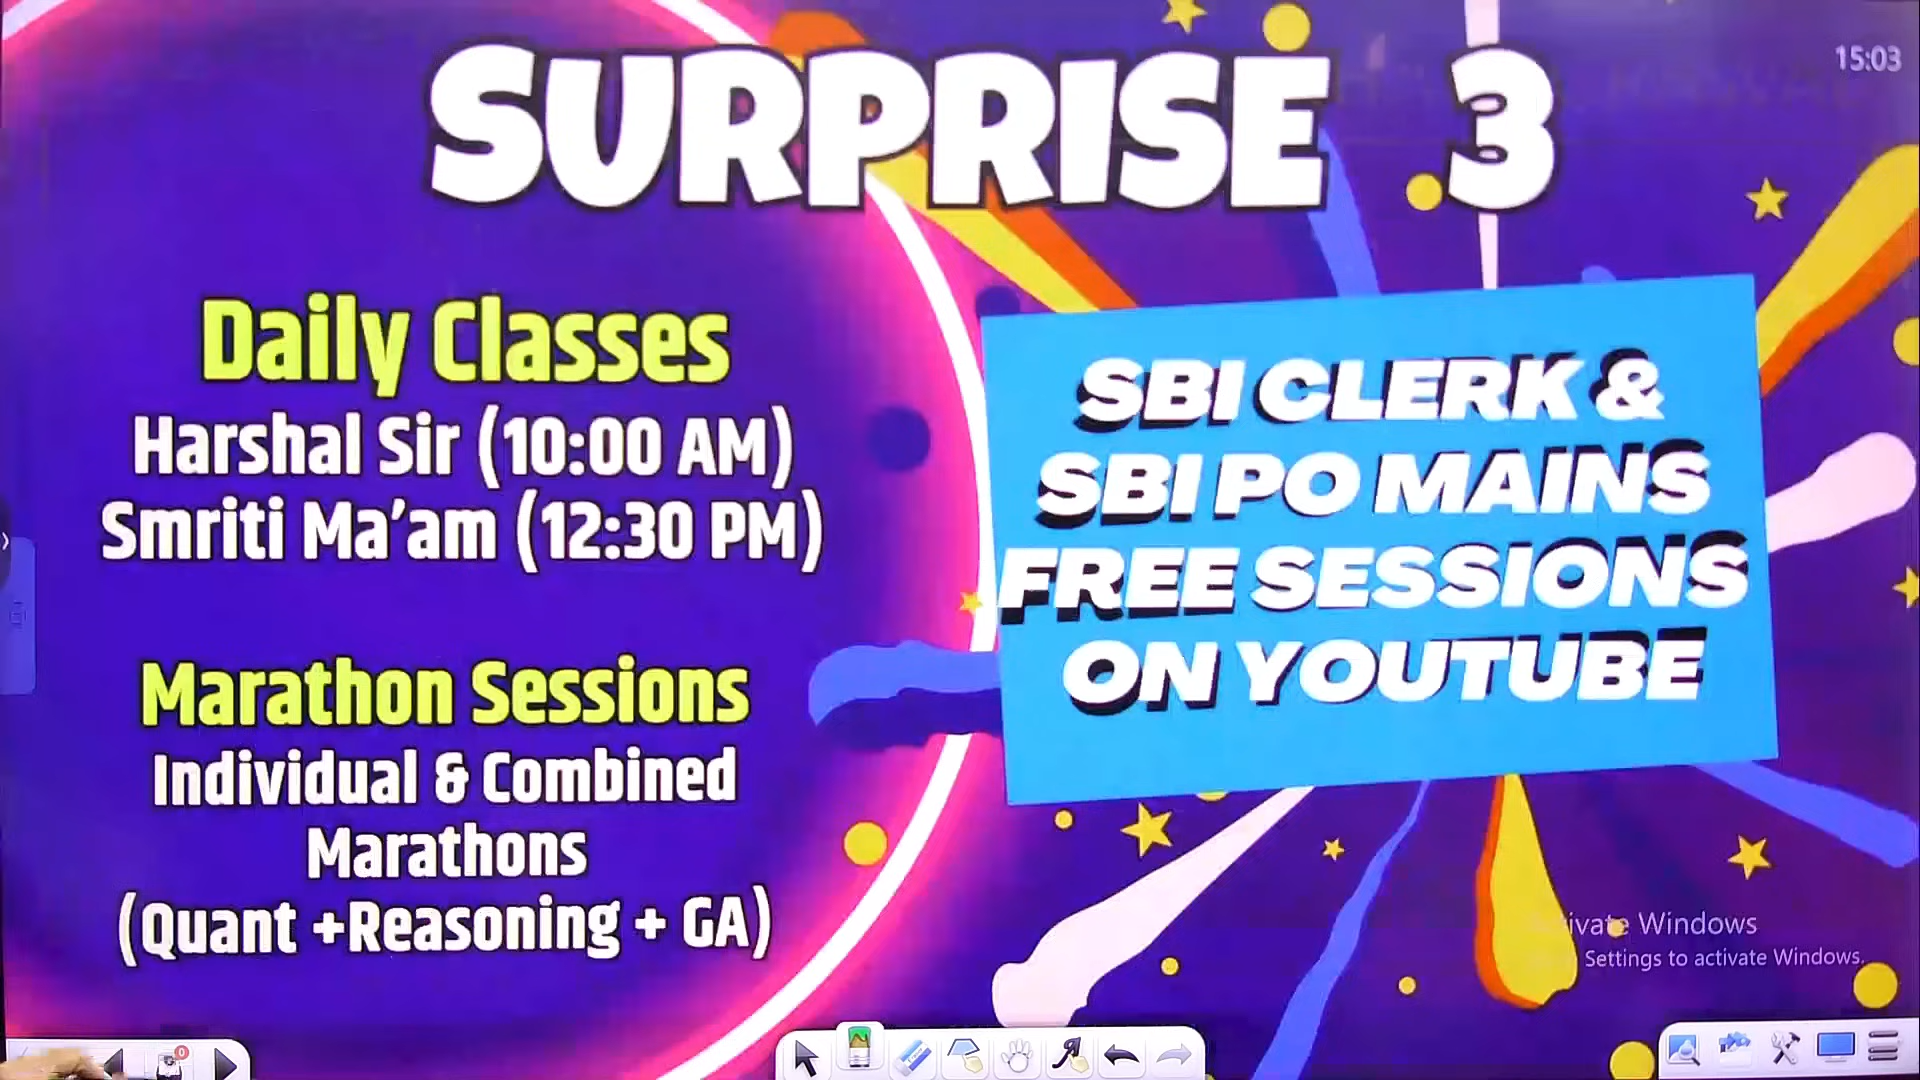 SURPRISE 3
15:03
Daily Classes
Harshal Sir (10:00 AM)
Smriti Ma'am (12:30 PM)
Marathon Sessions
Individual & Combined
Marathons
(Quant +Reasoning + GA)
SBI CLERK &
SBI PO MAINS
FREE SESSIONS
ON YOUTUBE
Windows
Settings to activate Windows.
0